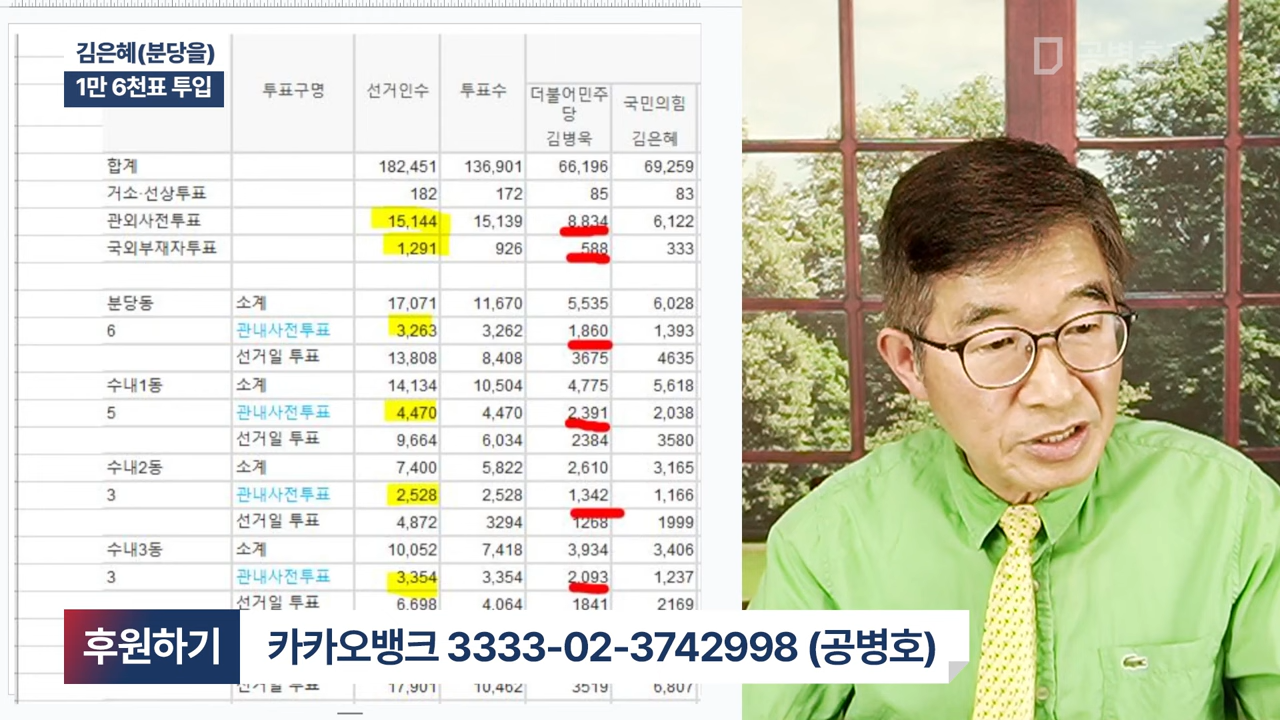 김은혜(분당을)
1만 6천표 투입
투표구명 선거인수 투표수 더불어민주당 김병욱 국민의힘 김은혜
합계 182,451 136,901 66,196 69,259
거소·선상투표 182 172 85 83
관외사전투표 15,144 15,139 8,834 6,122
국외부재자투표 1,291 926 588 333
분당동 소계 17,071 11,670 5,535 6,028
6 관내사전투표 3,263 3,262 1,860 1,393
선거일 투표 13,808 8,408 3675 4635
수내1동 소계 14,134 10,504 4,775 5,618
5 관내사전투표 4,470 4,470 2,391 2,038
선거일 투표 9,664 6,034 2384 3580
수내2동 소계 7,400 5,822 2,610 3,165
3 관내사전투표 2,528 2,528 1,342 1,166
선거일 투표 4,872 3294 1268 1999
수내3동 소계 10,052 7,418 3,934 3,406
3 관내사전투표 3,354 3,354 2,093 1,237
선거일 투표 6,698 4,064 1841 2169
후원하기 카카오뱅크 3333-02-3742998 (공병호)
선거일 투표 17,901 10,462 3519 6,807
공병호TV